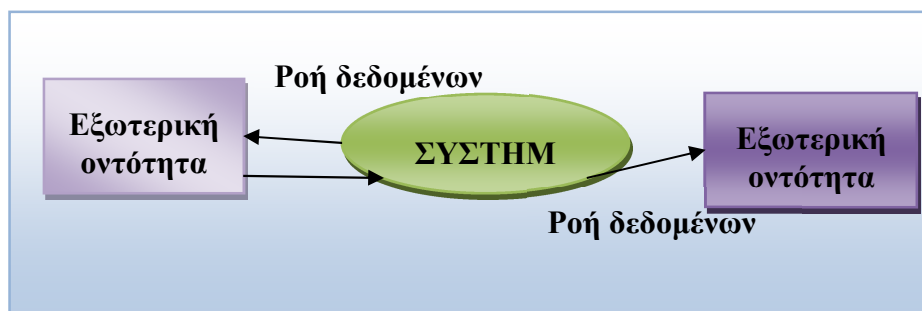 Ροή δεδομένων
Εξωτερική
οντότητα
ΣΥΣΤΗΜ
Εξωτερική
οντότητα
Ροή δεδομένων